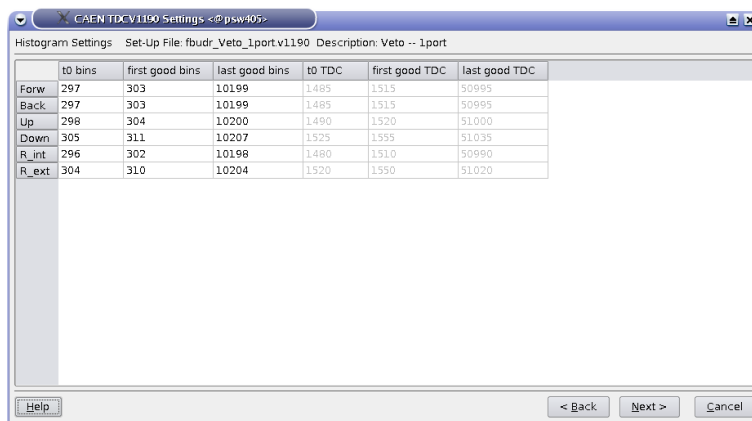 CAEN TDCV1190 Settings <@psw405>
Histogram Settings Set-Up File: fbudr_Veto_1port.v1190 Description: Veto -- 1port
t0 bins first good bins last good bins t0 TDC first good TDC last good TDC
Forw 297 303 10199 1485 1515 50995
Back 297 303 10199 1485 1515 50995
Up 298 304 10200 1490 1520 51000
Down 305 311 10207 1525 1555 51035
R_int 296 302 10198 1480 1510 50990
R_ext 304 310 10204 1520 1550 51020
Help < Back Next > Cancel